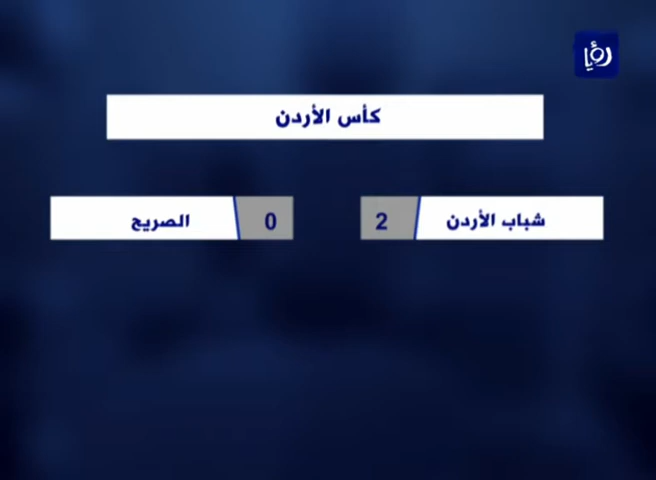 رؤيا
كأس الأردن
شباب الأردن 2
0 الصريح